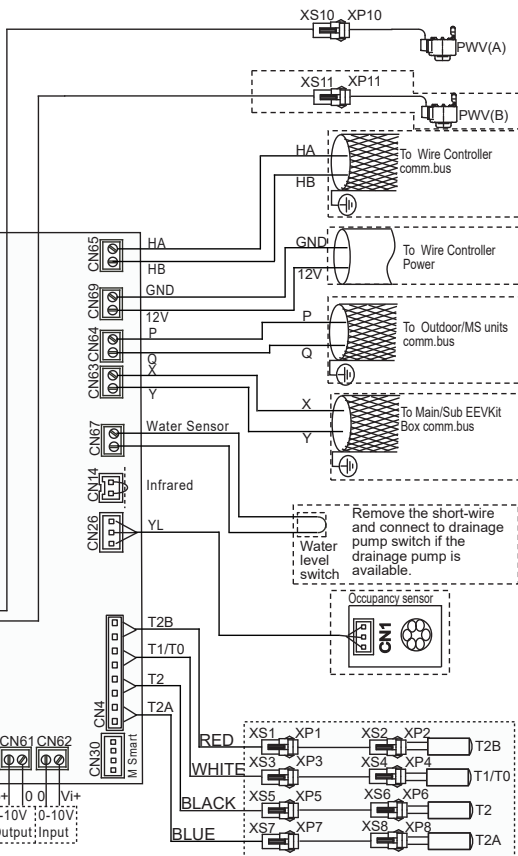 XS10 XP10
PWV(A)
XS11 XP11
PWV(B)
HA
HB
To Wire Controller
comm.bus
CN65
HA
HB
GND
12V
To Wire Controller
Power
CN69
GND
12V
CN64
P
Q
P
Q
To Outdoor/MS units
comm.bus
CN63
X
Y
X
Y
To Main/Sub EEVKit
Box comm.bus
CN67
Water Sensor
CN14
Infrared
CN26
YL
Water
level
switch
Remove the short-wire
and connect to drainage
pump switch if the
drainage pump is
available.
Occupancy sensor
CN1
CN4
T2B
T1/T0
T2
T2A
CN30
M Smart
CN61 CN62
+ 0 0 Vi+
-10V 0-10V
utput Input
RED XS1 XP1 XS2 XP2 T2B
WHITE XS3 XP3 XS4 XP4 T1/T0
BLACK XS5 XP5 XS6 XP6 T2
BLUE XS7 XP7 XS8 XP8 T2A